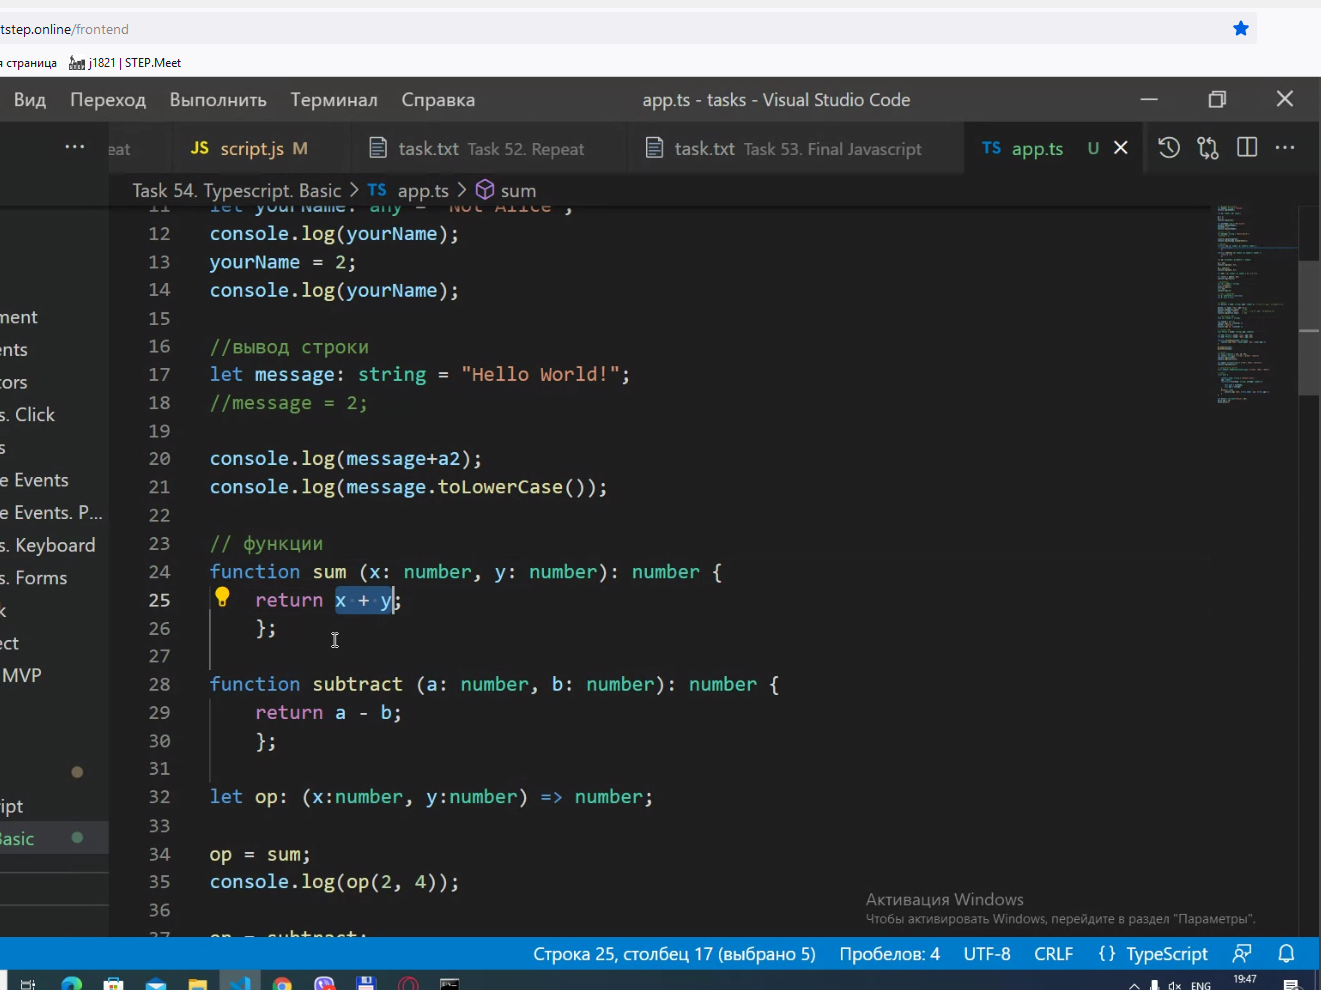 tstep.online/frontend
я страница j1821 | STEP.Meet
Вид Переход Выполнить Терминал Справка app.ts - tasks - Visual Studio Code
eat JS script.js M task.txt Task 52. Repeat task.txt Task 53. Final Javascript TS app.ts U
Task 54. Typescript. Basic > TS app.ts > sum
11 let yourName: any = "Not Alice";
12 console.log(yourName);
13 yourName = 2;
14 console.log(yourName);
15
16 //вывод строки
17 let message: string = "Hello World!";
18 //message = 2;
19
20 console.log(message+a2);
21 console.log(message.toLowerCase());
22
23 // функции
24 function sum (x: number, y: number): number {
25 return x + y;
26 };
27
28 function subtract (a: number, b: number): number {
29 return a - b;
30 };
31
32 let op: (x:number, y:number) => number;
33
34 op = sum;
35 console.log(op(2, 4));
36
37 op = subtract;
ment
ents
tors
s. Click
s
e Events
e Events. P...
s. Keyboard
s. Forms
k
ect
MVP
ipt
Basic
Активация Windows
Чтобы активировать Windows, перейдите в раздел "Параметры".
Строка 25, столбец 17 (выбрано 5) Пробелов: 4 UTF-8 CRLF {} TypeScript
ENG 19:47